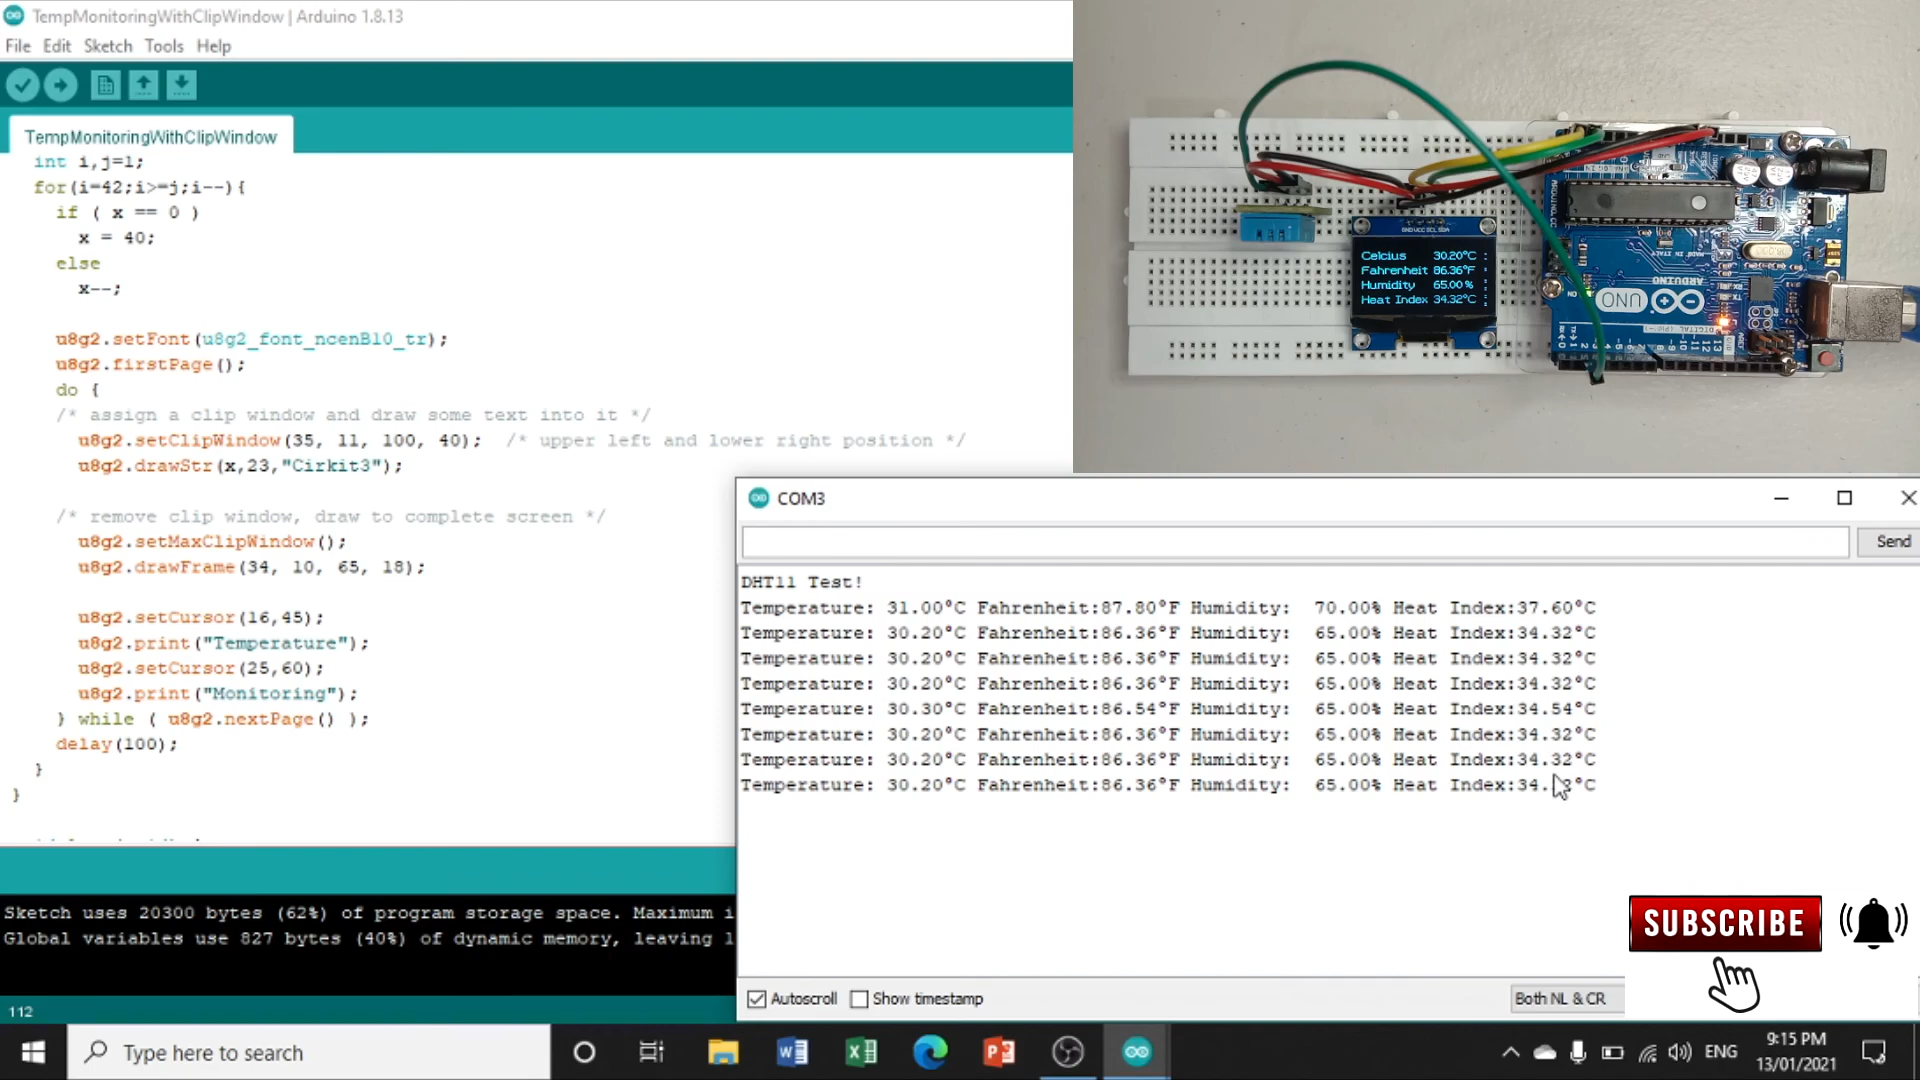 TempMonitoringWithClipWindow | Arduino 1.8.13
File Edit Sketch Tools Help
TempMonitoringWithClipWindow
int i,j=1;
for(i=42;i>=j;i--){
if ( x == 0 )
x = 40;
else
x--;
u8g2.setFont(u8g2_font_ncenB10_tr);
u8g2.firstPage();
do {
/* assign a clip window and draw some text into it */
u8g2.setClipWindow(35, 11, 100, 40); /* upper left and lower right position */
u8g2.drawStr(x,23,"Cirkit3");
/* remove clip window, draw to complete screen */
u8g2.setMaxClipWindow();
u8g2.drawFrame(34, 10, 65, 18);
u8g2.setCursor(16,45);
u8g2.print("Temperature");
u8g2.setCursor(25,60);
u8g2.print("Monitoring");
} while ( u8g2.nextPage() );
delay(100);
}
}
Sketch uses 20300 bytes (62%) of program storage space. Maximum i
Global variables use 827 bytes (40%) of dynamic memory, leaving l
112
GND VCC SCL SDA
Celcius 30.20°C :
Fahrenheit 86.36°F :
Humidity 65.00 % :
Heat Index 34.32°C :
ARDUINO
UNO
COM3
Send
DHT11 Test!
Temperature: 31.00°C Fahrenheit:87.80°F Humidity: 70.00% Heat Index:37.60°C
Temperature: 30.20°C Fahrenheit:86.36°F Humidity: 65.00% Heat Index:34.32°C
Temperature: 30.20°C Fahrenheit:86.36°F Humidity: 65.00% Heat Index:34.32°C
Temperature: 30.20°C Fahrenheit:86.36°F Humidity: 65.00% Heat Index:34.32°C
Temperature: 30.30°C Fahrenheit:86.54°F Humidity: 65.00% Heat Index:34.54°C
Temperature: 30.20°C Fahrenheit:86.36°F Humidity: 65.00% Heat Index:34.32°C
Temperature: 30.20°C Fahrenheit:86.36°F Humidity: 65.00% Heat Index:34.32°C
Temperature: 30.20°C Fahrenheit:86.36°F Humidity: 65.00% Heat Index:34.32°C
Autoscroll Show timestamp
Both NL & CR
SUBSCRIBE
Type here to search
ENG
9:15 PM
13/01/2021